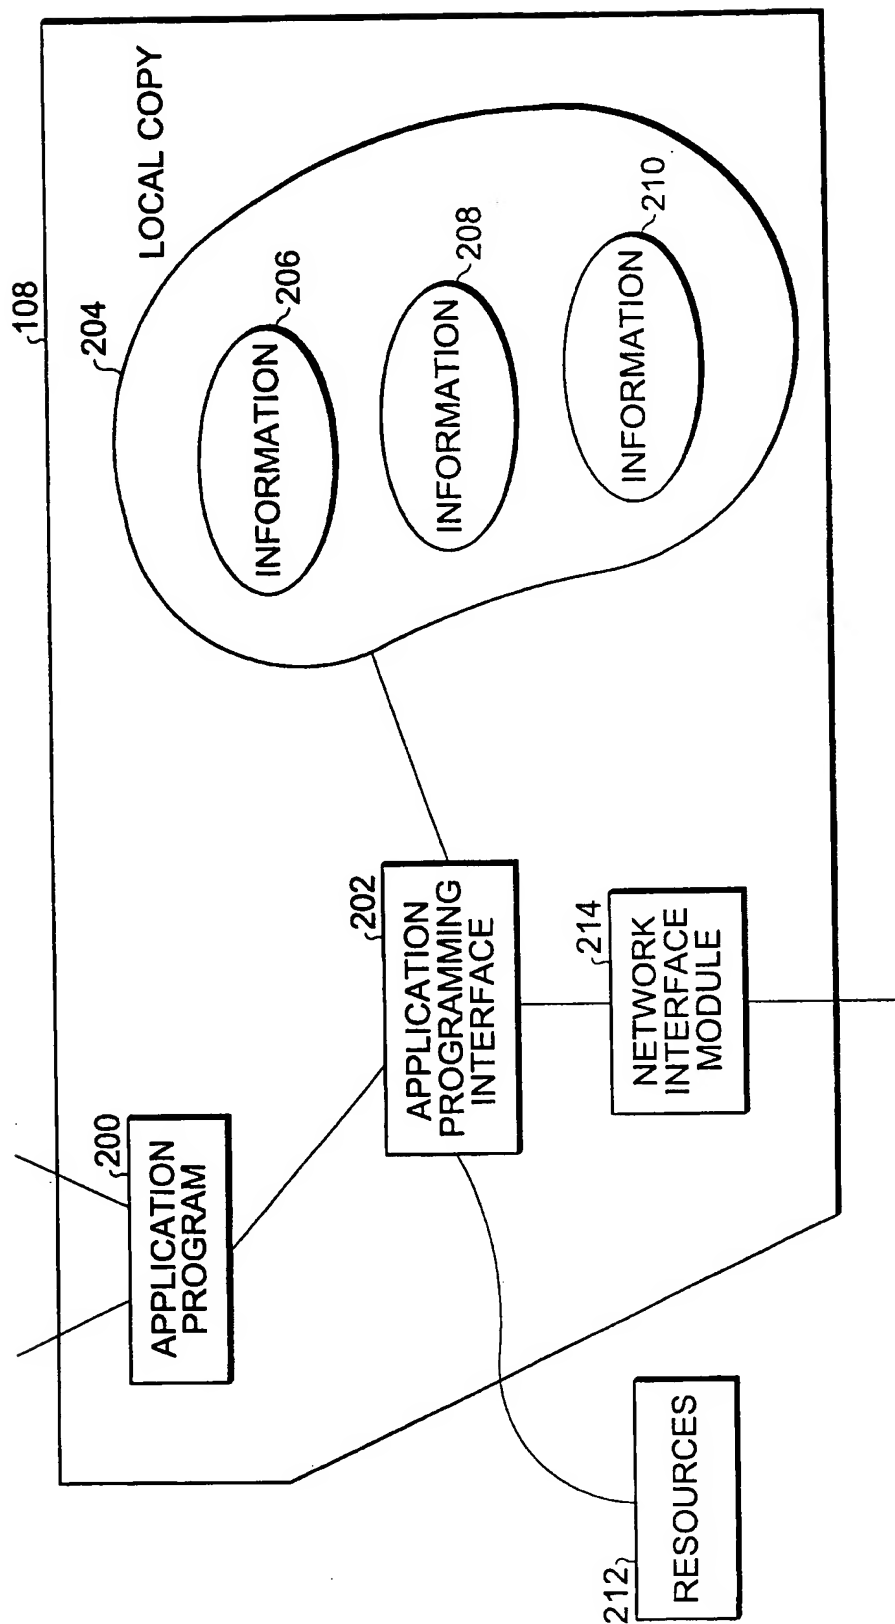 108
LOCAL COPY
204
INFORMATION
206
INFORMATION
208
INFORMATION
210
200
APPLICATION
PROGRAM
202
APPLICATION
PROGRAMMING
INTERFACE
214
NETWORK
INTERFACE
MODULE
212
RESOURCES